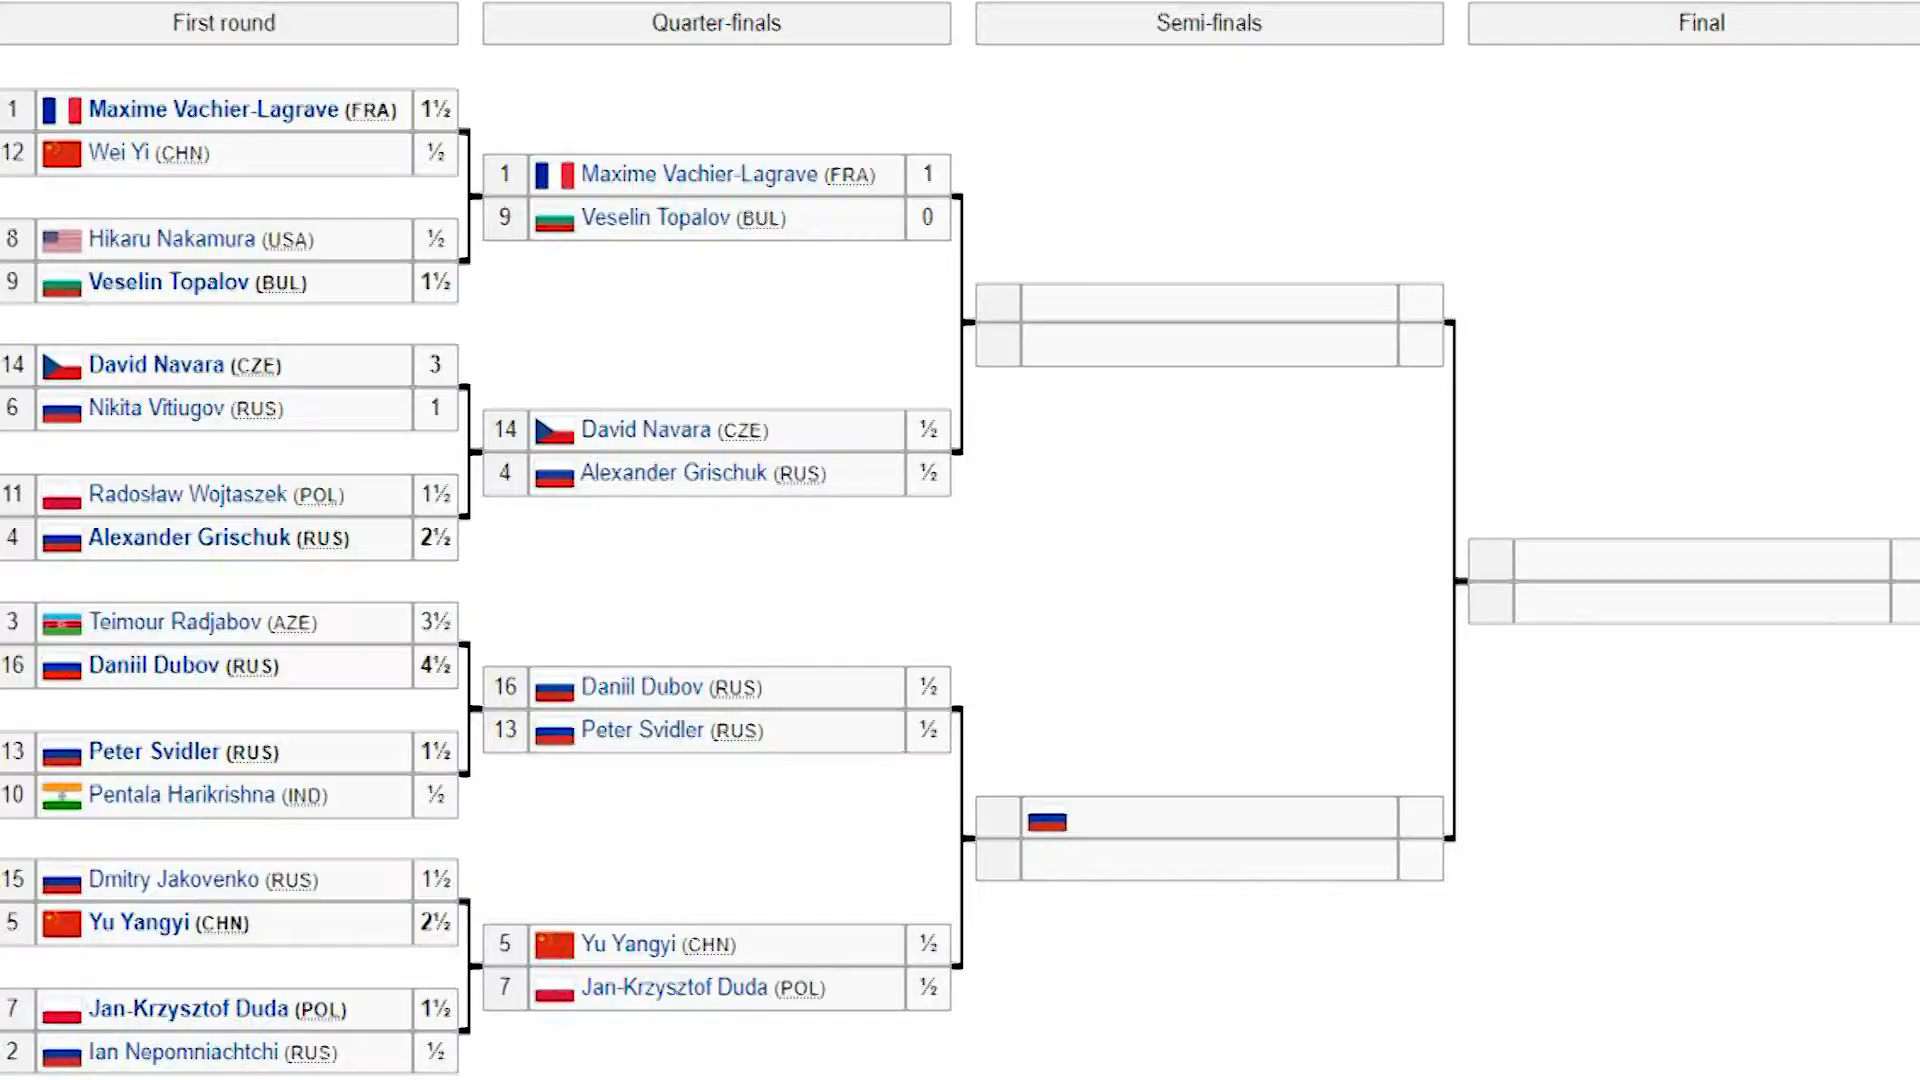 First round
Quarter-finals
Semi-finals
Final
1 Maxime Vachier-Lagrave (FRA) 1½
12 Wei Yi (CHN) ½
8 Hikaru Nakamura (USA) ½
9 Veselin Topalov (BUL) 1½
14 David Navara (CZE) 3
6 Nikita Vitiugov (RUS) 1
11 Radosław Wojtaszek (POL) 1½
4 Alexander Grischuk (RUS) 2½
3 Teimour Radjabov (AZE) 3½
16 Daniil Dubov (RUS) 4½
13 Peter Svidler (RUS) 1½
10 Pentala Harikrishna (IND) ½
15 Dmitry Jakovenko (RUS) 1½
5 Yu Yangyi (CHN) 2½
7 Jan-Krzysztof Duda (POL) 1½
2 Ian Nepomniachtchi (RUS) ½
1 Maxime Vachier-Lagrave (FRA) 1
9 Veselin Topalov (BUL) 0
14 David Navara (CZE) ½
4 Alexander Grischuk (RUS) ½
16 Daniil Dubov (RUS) ½
13 Peter Svidler (RUS) ½
5 Yu Yangyi (CHN) ½
7 Jan-Krzysztof Duda (POL) ½